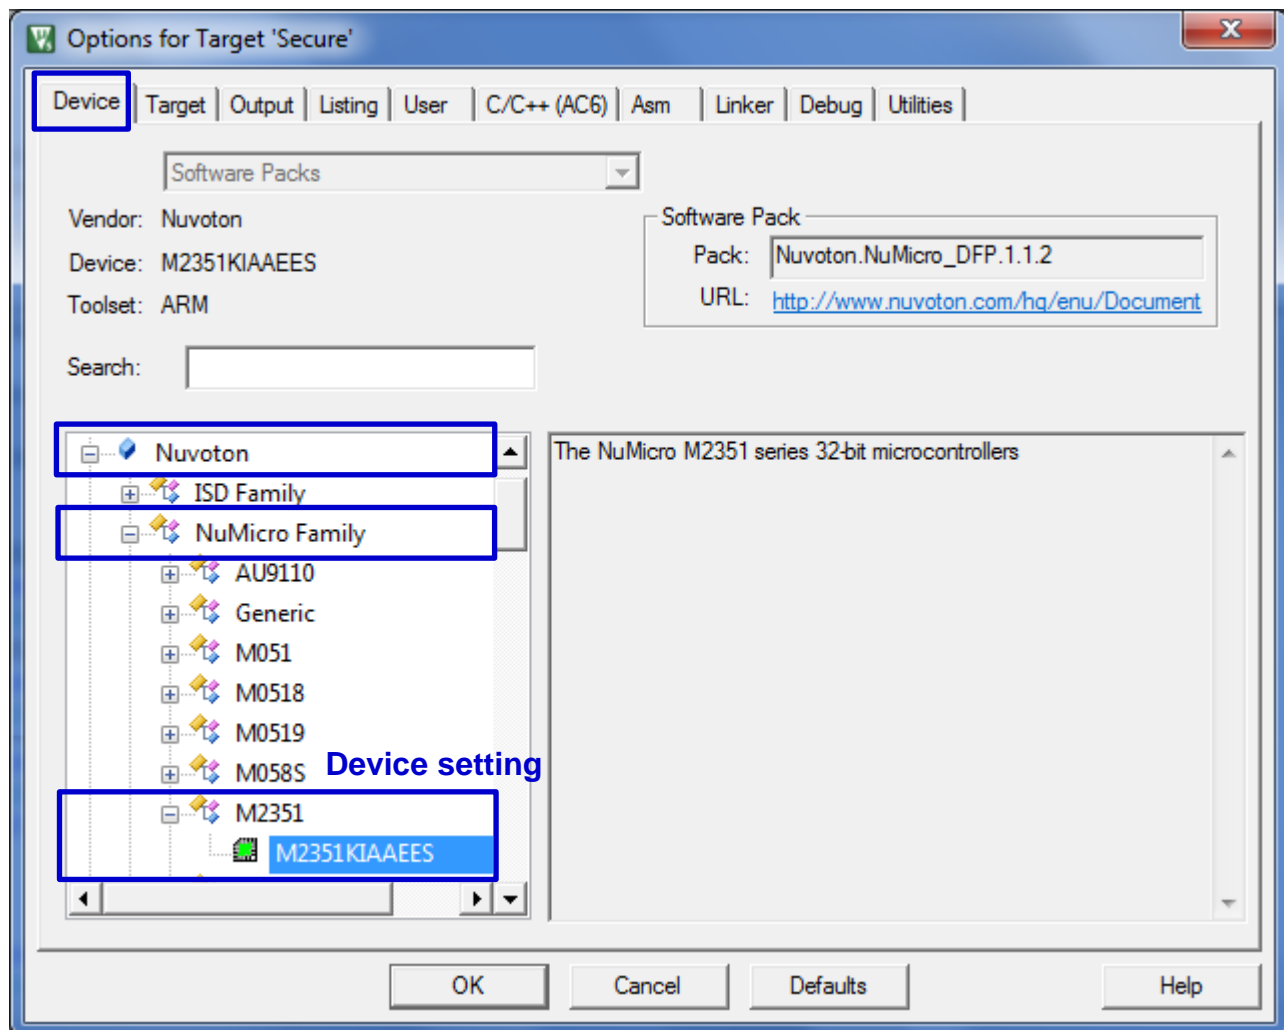 Options for Target 'Secure'
x
Device Target Output Listing User C/C++ (AC6) Asm Linker Debug Utilities
Software Packs
Vendor: Nuvoton
Device: M2351KIAAEES
Toolset: ARM
Software Pack
Pack: Nuvoton.NuMicro_DFP.1.1.2
URL: http://www.nuvoton.com/hq/enu/Document
Search:
Nuvoton
ISD Family
NuMicro Family
AU9110
Generic
M051
M0518
M0519
M058S
Device setting
M2351
M2351KIAAEES
The NuMicro M2351 series 32-bit microcontrollers
OK Cancel Defaults Help